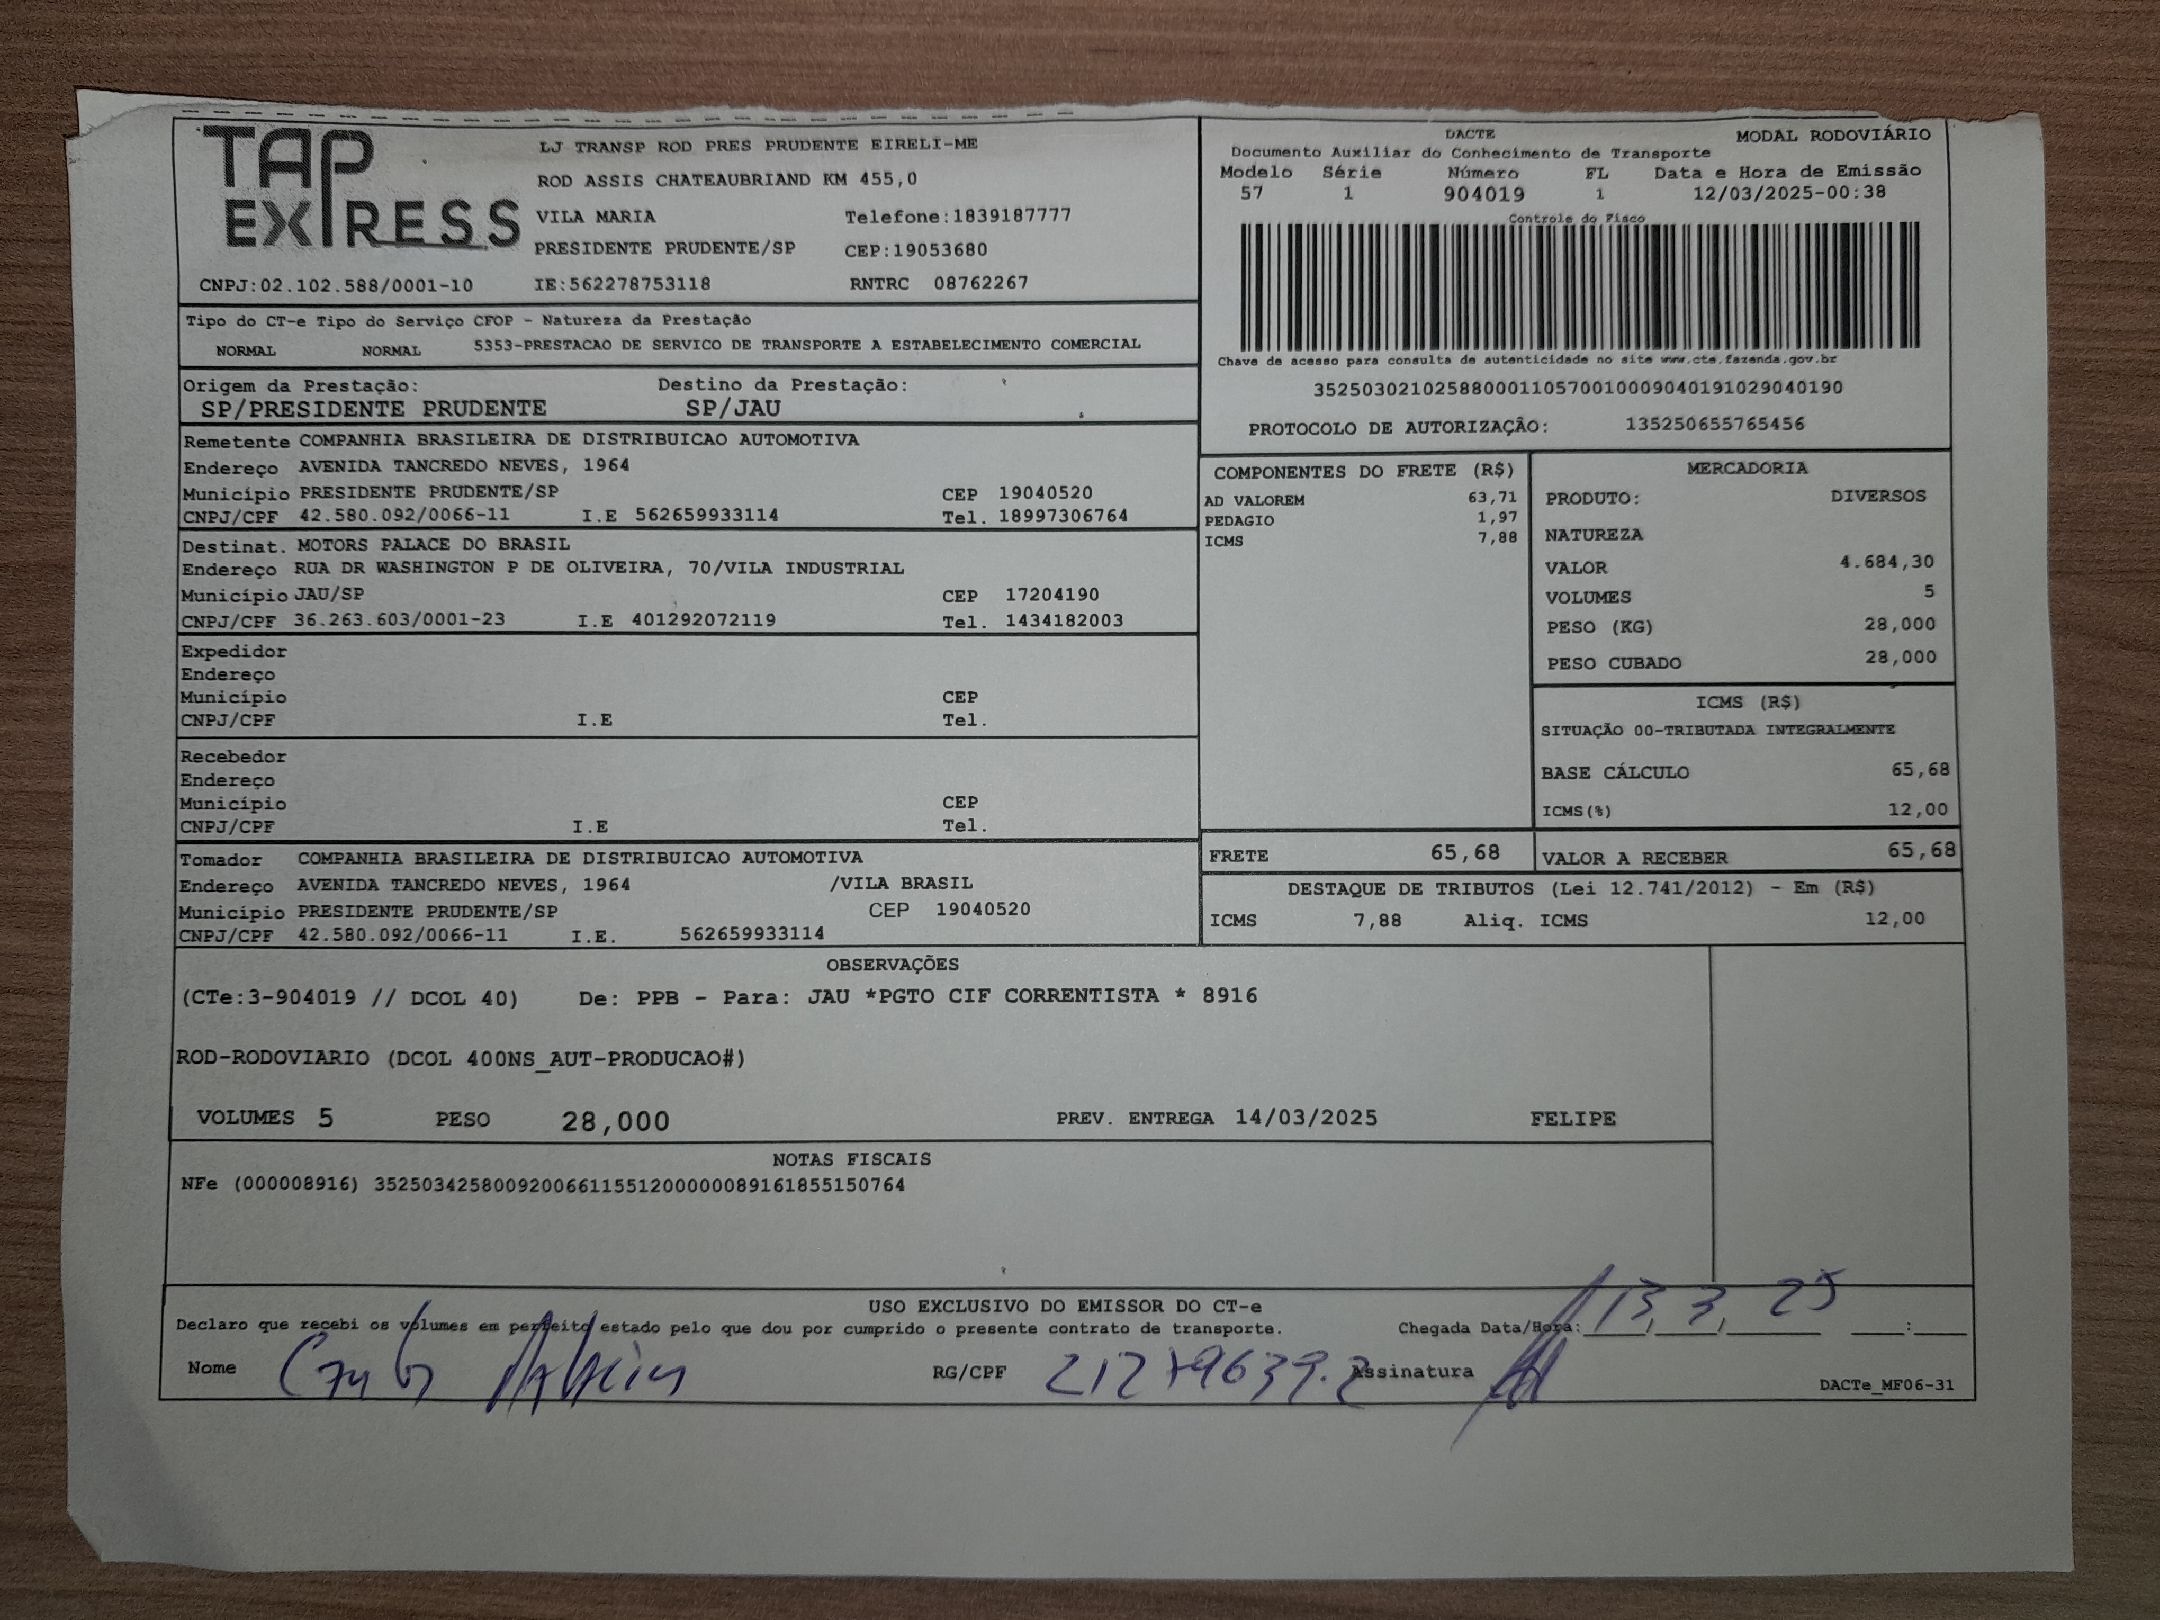 TAP EXPRESS
LJ TRANSP ROD PRES PRUDENTE EIRELI-ME
ROD ASSIS CHATEAUBRIAND KM 455,0
VILA MARIA Telefone:1839187777
PRESIDENTE PRUDENTE/SP CEP:19053680
CNPJ:02.102.588/0001-10 IE:562278753118 RNTRC 08762267
DACTE MODAL RODOVIÁRIO
Documento Auxiliar do Conhecimento de Transporte
Modelo Série Número FL Data e Hora de Emissão
57 1 904019 1 12/03/2025-00:38
Controle do Fisco
Chave de acesso para consulta de autenticidade no site www.cte.fazenda.gov.br
35250302102588000110570010009040191029040190
PROTOCOLO DE AUTORIZAÇÃO: 135250655765456
Tipo do CT-e Tipo do Serviço CFOP - Natureza da Prestação
NORMAL NORMAL 5353-PRESTACAO DE SERVICO DE TRANSPORTE A ESTABELECIMENTO COMERCIAL
Origem da Prestação: Destino da Prestação:
SP/PRESIDENTE PRUDENTE SP/JAU
Remetente COMPANHIA BRASILEIRA DE DISTRIBUICAO AUTOMOTIVA
Endereço AVENIDA TANCREDO NEVES, 1964
Município PRESIDENTE PRUDENTE/SP CEP 19040520
CNPJ/CPF 42.580.092/0066-11 I.E 562659933114 Tel. 18997306764
Destinat. MOTORS PALACE DO BRASIL
Endereço RUA DR WASHINGTON P DE OLIVEIRA, 70/VILA INDUSTRIAL
Município JAU/SP CEP 17204190
CNPJ/CPF 36.263.603/0001-23 I.E 401292072119 Tel. 1434182003
Expedidor
Endereço
Município CEP
CNPJ/CPF I.E Tel.
Recebedor
Endereço
Município CEP
CNPJ/CPF I.E Tel.
Tomador COMPANHIA BRASILEIRA DE DISTRIBUICAO AUTOMOTIVA
Endereço AVENIDA TANCREDO NEVES, 1964 /VILA BRASIL
Município PRESIDENTE PRUDENTE/SP CEP 19040520
CNPJ/CPF 42.580.092/0066-11 I.E. 562659933114
COMPONENTES DO FRETE (R$)
AD VALOREM 63,71
PEDAGIO 1,97
ICMS 7,88
MERCADORIA
PRODUTO: DIVERSOS
NATUREZA
VALOR 4.684,30
VOLUMES 5
PESO (KG) 28,000
PESO CUBADO 28,000
ICMS (R$)
SITUAÇÃO 00-TRIBUTADA INTEGRALMENTE
BASE CÁLCULO 65,68
ICMS(%) 12,00
FRETE 65,68 VALOR A RECEBER 65,68
DESTAQUE DE TRIBUTOS (Lei 12.741/2012) - Em (R$)
ICMS 7,88 Aliq. ICMS 12,00
OBSERVAÇÕES
(CTe:3-904019 // DCOL 40) De: PPB - Para: JAU *PGTO CIF CORRENTISTA * 8916
ROD-RODOVIARIO (DCOL 400NS_AUT-PRODUCAO#)
VOLUMES 5 PESO 28,000 PREV. ENTREGA 14/03/2025 FELIPE
NOTAS FISCAIS
NFe (000008916) 35250342580092006611551200000089161855150764
USO EXCLUSIVO DO EMISSOR DO CT-e
Declaro que recebi os volumes em perfeito estado pelo que dou por cumprido o presente contrato de transporte. Chegada Data/Hora: 13, 3, 25 :
Nome RG/CPF Assinatura
DACTe_MF06-31